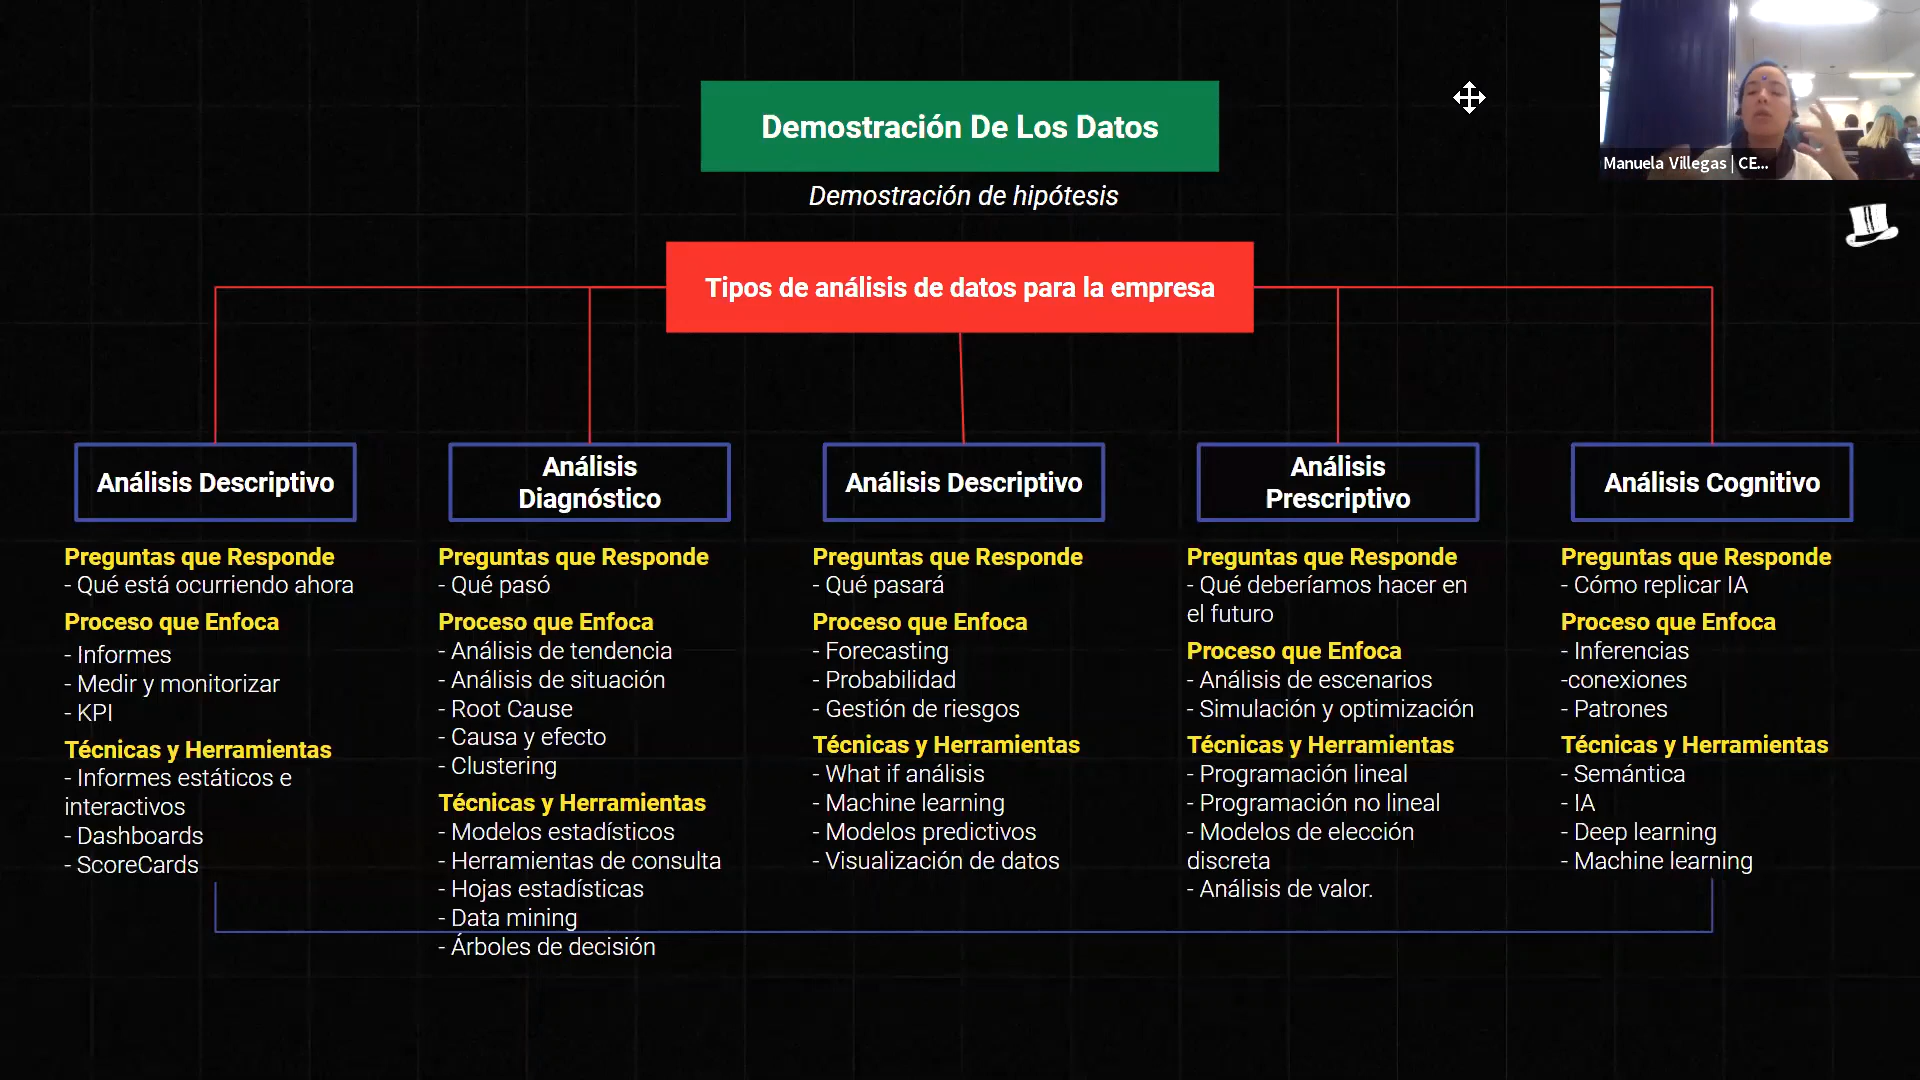 Demostración De Los Datos
Manuela Villegas | CE...
Demostración de hipótesis
Tipos de análisis de datos para la empresa
Análisis Descriptivo
Preguntas que Responde
- Qué está ocurriendo ahora
Proceso que Enfoca
- Informes
- Medir y monitorizar
- KPI
Técnicas y Herramientas
- Informes estáticos e
interactivos
- Dashboards
- ScoreCards
Análisis
Diagnóstico
Preguntas que Responde
- Qué pasó
Proceso que Enfoca
- Análisis de tendencia
- Análisis de situación
- Root Cause
- Causa y efecto
- Clustering
Técnicas y Herramientas
- Modelos estadísticos
- Herramientas de consulta
- Hojas estadísticas
- Data mining
- Árboles de decisión
Análisis Descriptivo
Preguntas que Responde
- Qué pasará
Proceso que Enfoca
- Forecasting
- Probabilidad
- Gestión de riesgos
Técnicas y Herramientas
- What if análisis
- Machine learning
- Modelos predictivos
- Visualización de datos
Análisis
Prescriptivo
Preguntas que Responde
- Qué deberíamos hacer en
el futuro
Proceso que Enfoca
- Análisis de escenarios
- Simulación y optimización
Técnicas y Herramientas
- Programación lineal
- Programación no lineal
- Modelos de elección
discreta
- Análisis de valor.
Análisis Cognitivo
Preguntas que Responde
- Cómo replicar IA
Proceso que Enfoca
- Inferencias
-conexiones
- Patrones
Técnicas y Herramientas
- Semántica
- IA
- Deep learning
- Machine learning